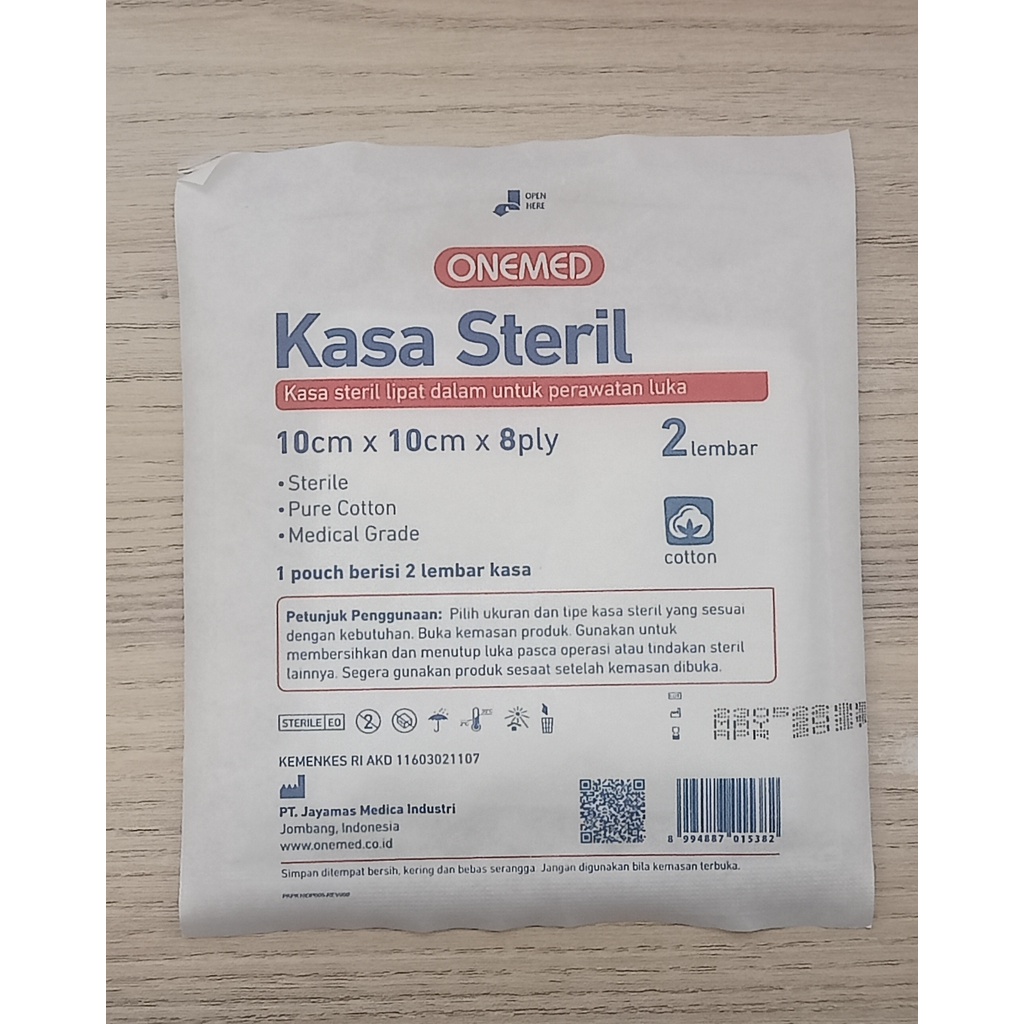 OPEN
HERE
ONEMED
Kasa Steril
Kasa steril lipat dalam untuk perawatan luka
10cm x 10cm x 8ply
2 lembar
• Sterile
• Pure Cotton
• Medical Grade
cotton
1 pouch berisi 2 lembar kasa
Petunjuk Penggunaan: Pilih ukuran dan tipe kasa steril yang sesuai
dengan kebutuhan. Buka kemasan produk. Gunakan untuk
membersihkan dan menutup luka pasca operasi atau tindakan steril
lainnya. Segera gunakan produk sesaat setelah kemasan dibuka.
STERILE EO
2
MAY
APR
KEMENKES RI AKD 11603021107
PT. Jayamas Medica Industri
Jombang, Indonesia
www.onemed.co.id
8 994887 015382
Simpan ditempat bersih, kering dan bebas serangga. Jangan digunakan bila kemasan terbuka.